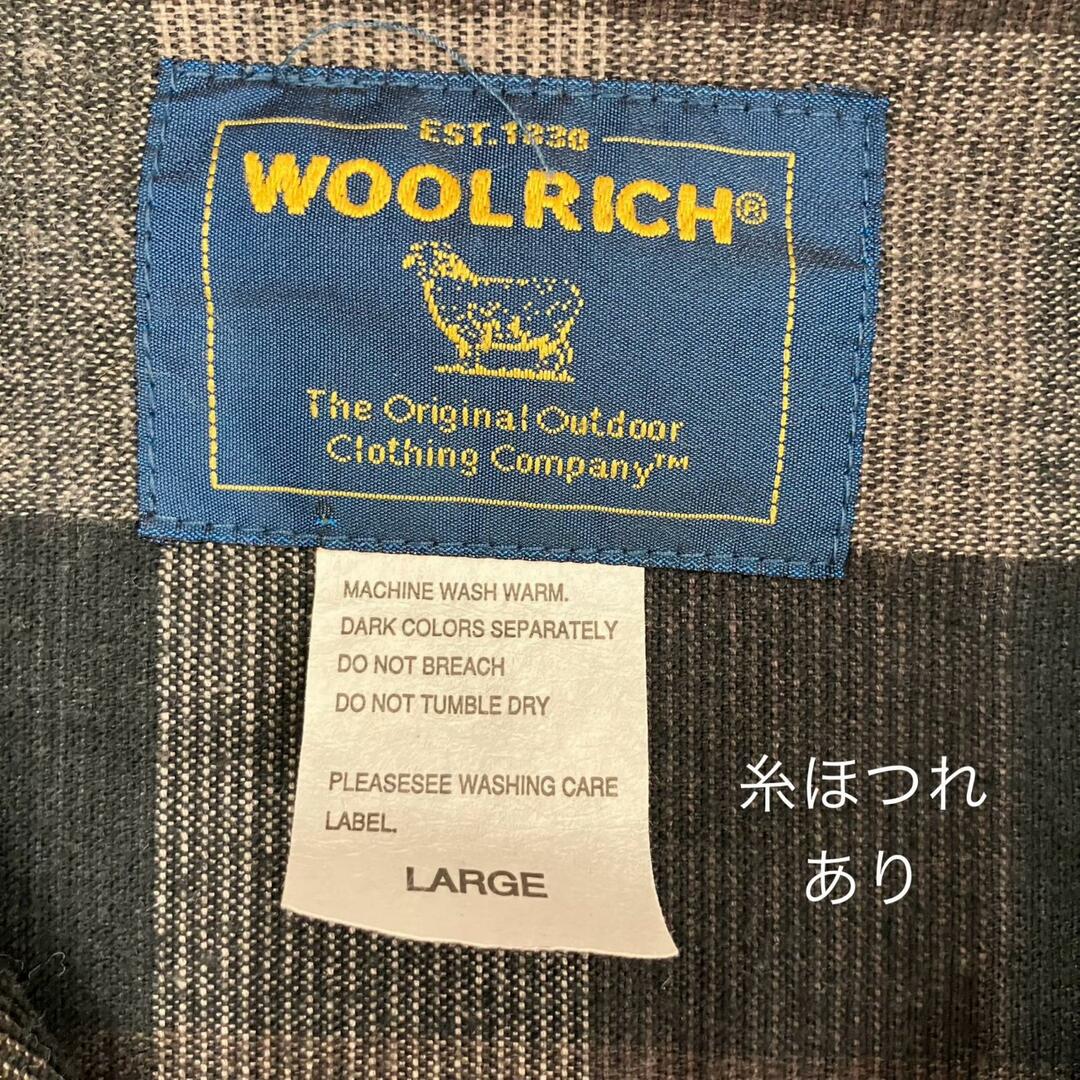 EST. 1830
WOOLRICH®
The Original Outdoor
Clothing Company™
MACHINE WASH WARM.
DARK COLORS SEPARATELY
DO NOT BREACH
DO NOT TUMBLE DRY
PLEASESEE WASHING CARE
LABEL.
LARGE
糸ほつれ
あり